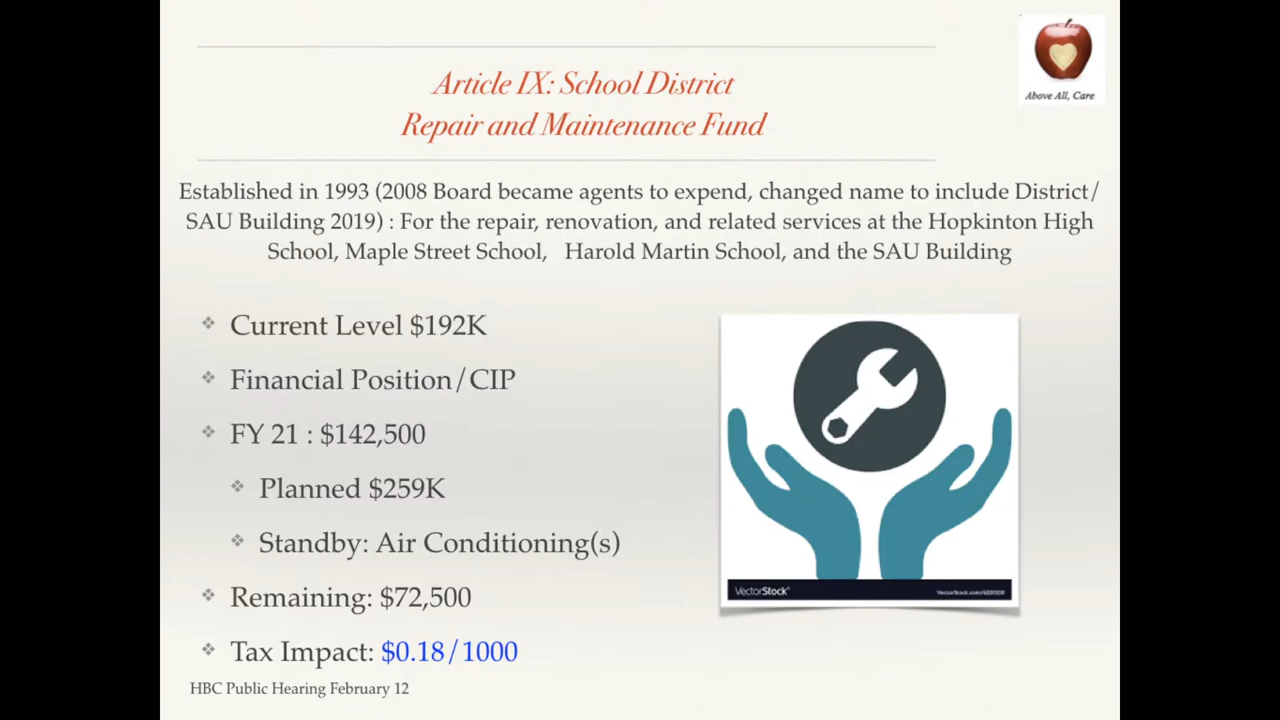 Above All, Care
Article IX: School District
Repair and Maintenance Fund
Established in 1993 (2008 Board became agents to expend, changed name to include District/
SAU Building 2019) : For the repair, renovation, and related services at the Hopkinton High
School, Maple Street School, Harold Martin School, and the SAU Building
Current Level $192K
Financial Position/CIP
FY 21 : $142,500
Planned $259K
Standby: Air Conditioning(s)
Remaining: $72,500
Tax Impact: $0.18/1000
VectorStock®
HBC Public Hearing February 12